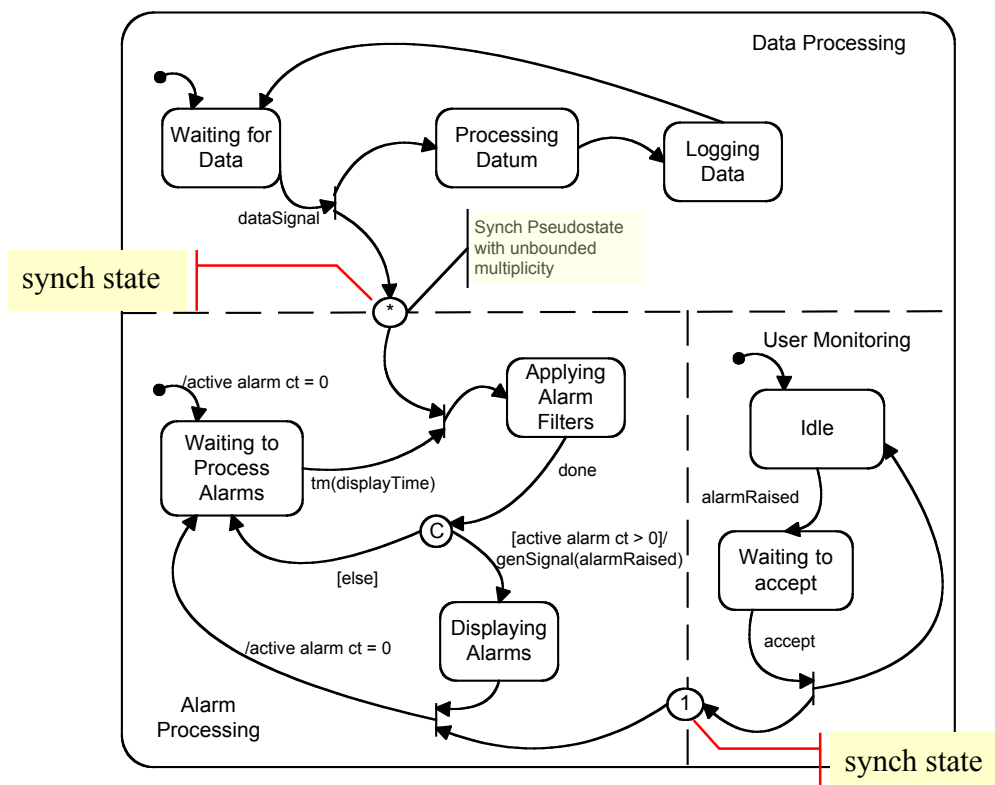 Data Processing
Waiting for
Data
Processing
Datum
Logging
Data
dataSignal
Synch Pseudostate
with unbounded
multiplicity
synch state
*
User Monitoring
/active alarm ct = 0
Applying
Alarm
Filters
Idle
Waiting to
Process
Alarms
tm(displayTime)
done
alarmRaised
C
[active alarm ct > 0]/
genSignal(alarmRaised)
[else]
Waiting to
accept
Displaying
Alarms
accept
/active alarm ct = 0
Alarm
Processing
1
synch state